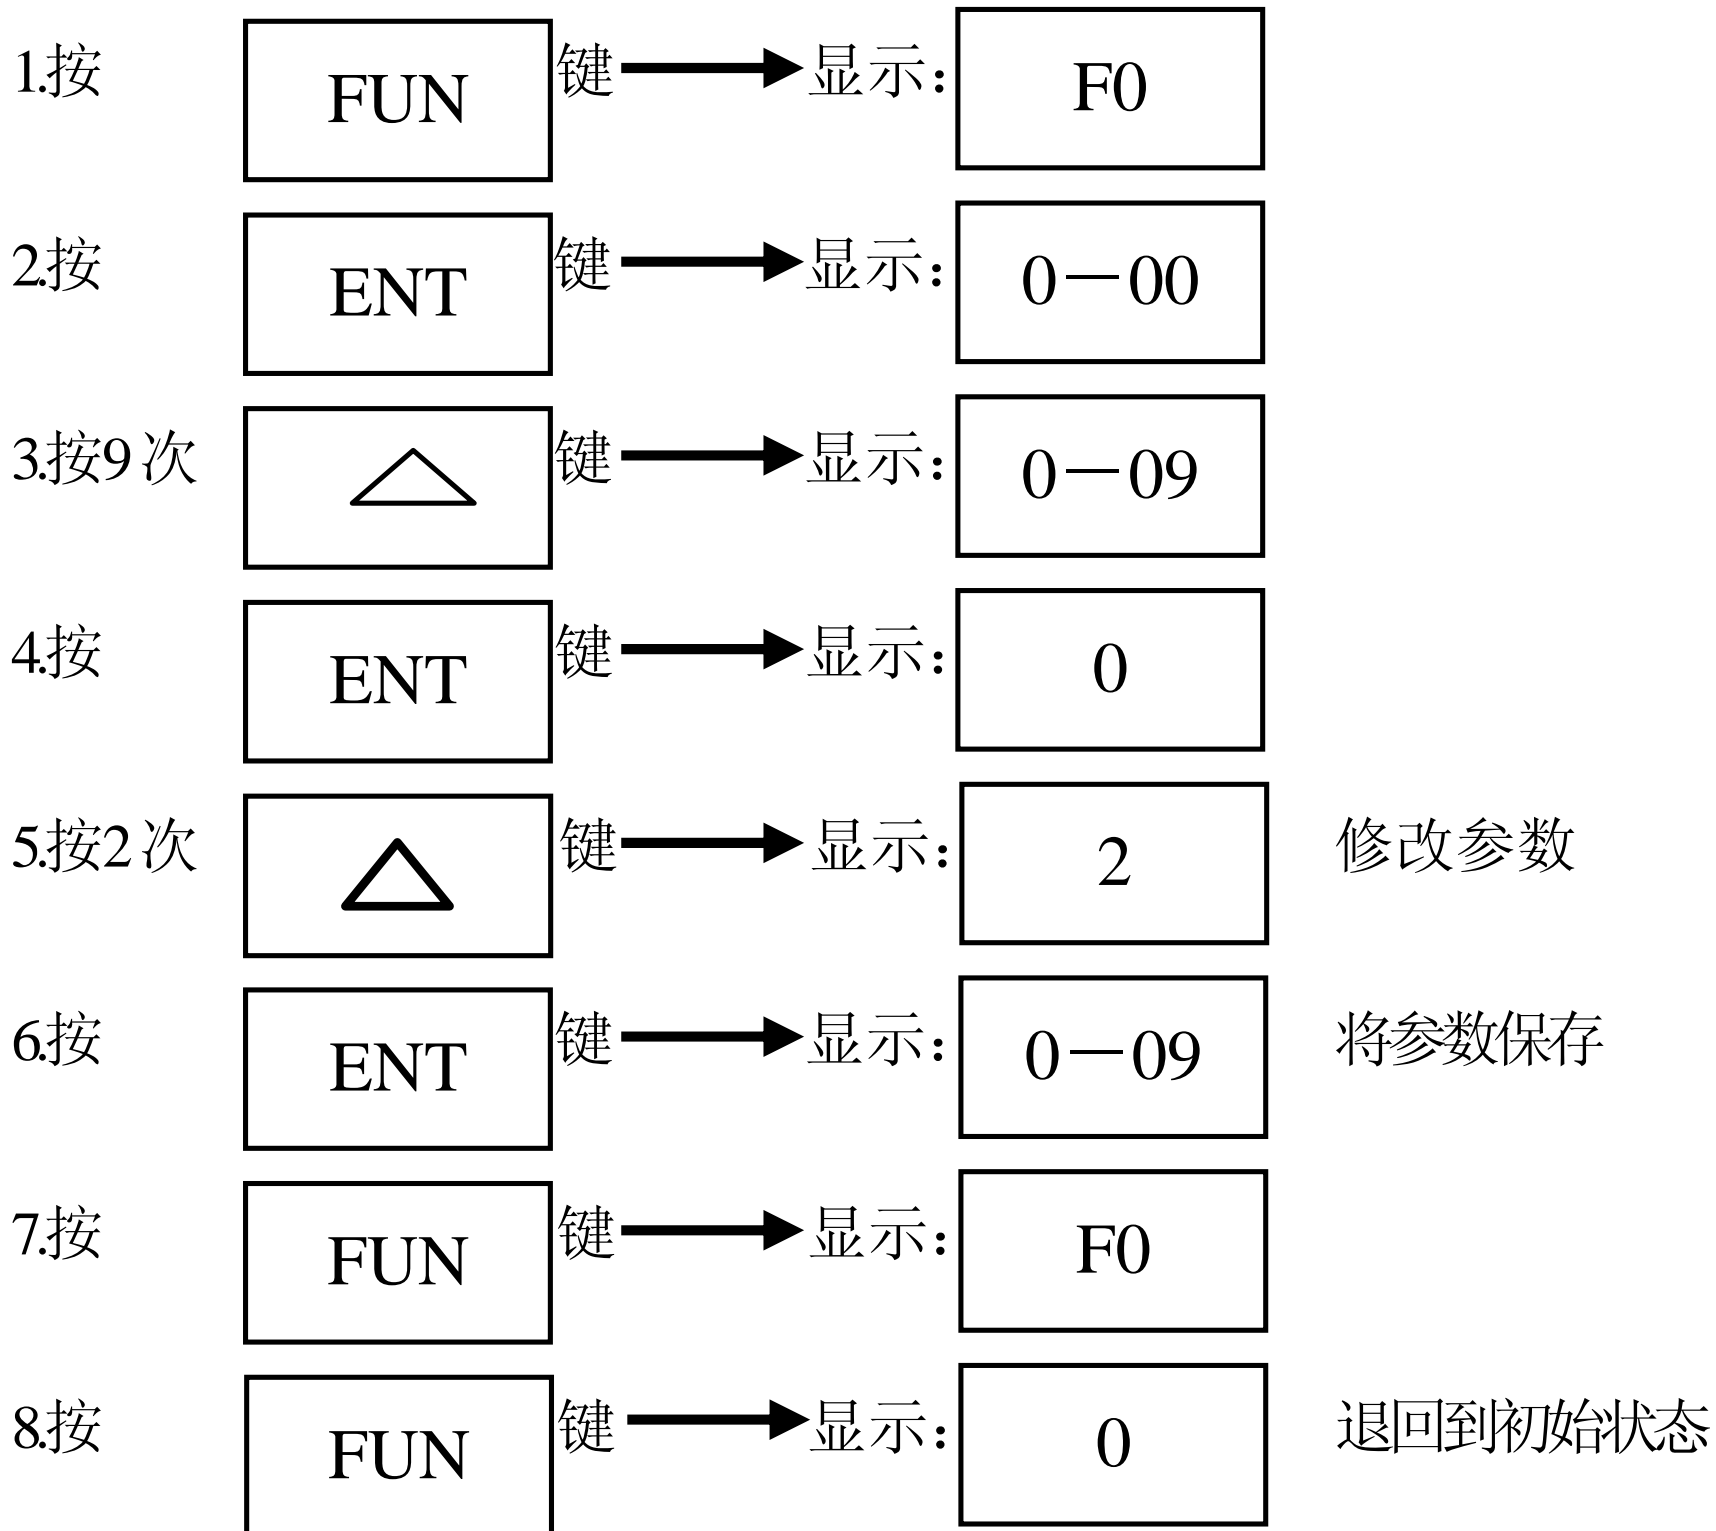 1.按 FUN 键 显示： F0
2.按 ENT 键 显示： 0－00
3.按9次 键 显示： 0－09
4.按 ENT 键 显示： 0
5.按2次 键 显示： 2 修改参数
6.按 ENT 键 显示： 0－09 将参数保存
7.按 FUN 键 显示： F0
8.按 FUN 键 显示： 0 退回到初始状态